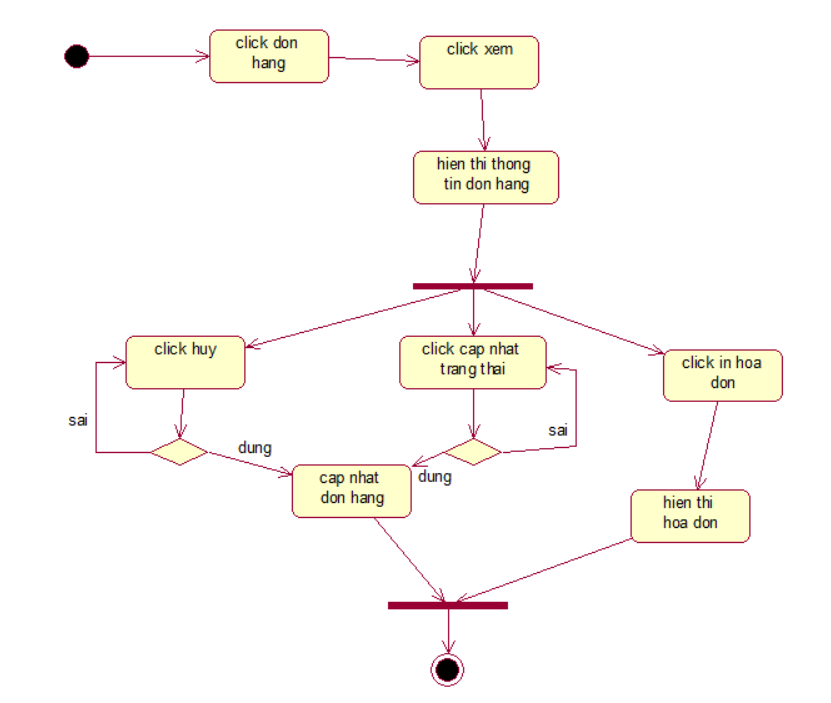 click don
hang
click xem
hien thi thong
tin don hang
click huy
click cap nhat
trang thai
click in hoa
don
sai
sai
dung
dung
cap nhat
don hang
hien thi
hoa don